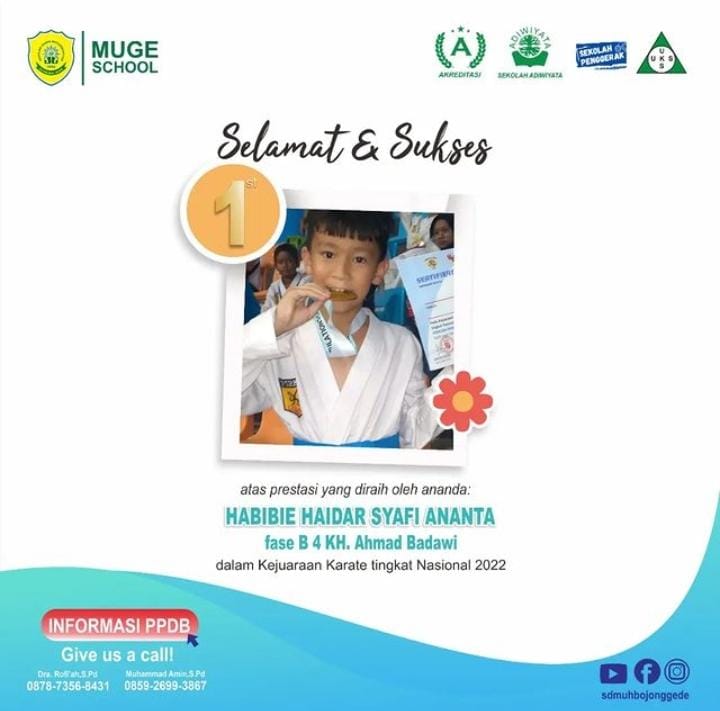 MUGE
SCHOOL
A
AKREDITASI
ADIWIYATA
SEKOLAH ADIWIYATA
SEKOLAH
PENGGERAK
U
UKS
S
Selamat & Sukses
1st
atas prestasi yang diraih oleh ananda:
HABIBIE HAIDAR SYAFI ANANTA
fase B 4 KH. Ahmad Badawi
dalam Kejuaraan Karate tingkat Nasional 2022
INFORMASI PPDB
Give us a call!
Dra. Rofi'ah,S.Pd
0878-7356-8431
Muhammad Amin,S.Pd
0859-2699-3867
sdmuhbojonggede